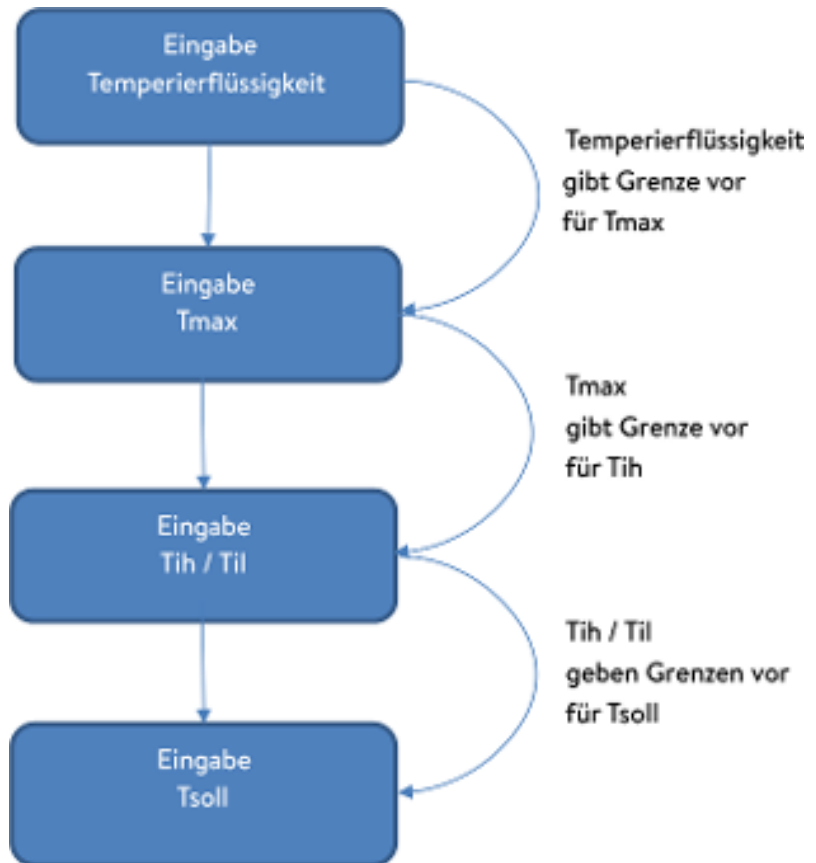 Eingabe
Temperierflüssigkeit
Temperierflüssigkeit
gibt Grenze vor
für Tmax
Eingabe
Tmax
Tmax
gibt Grenze vor
für Tih
Eingabe
Tih / Til
Tih / Til
geben Grenzen vor
für Tsoll
Eingabe
Tsoll